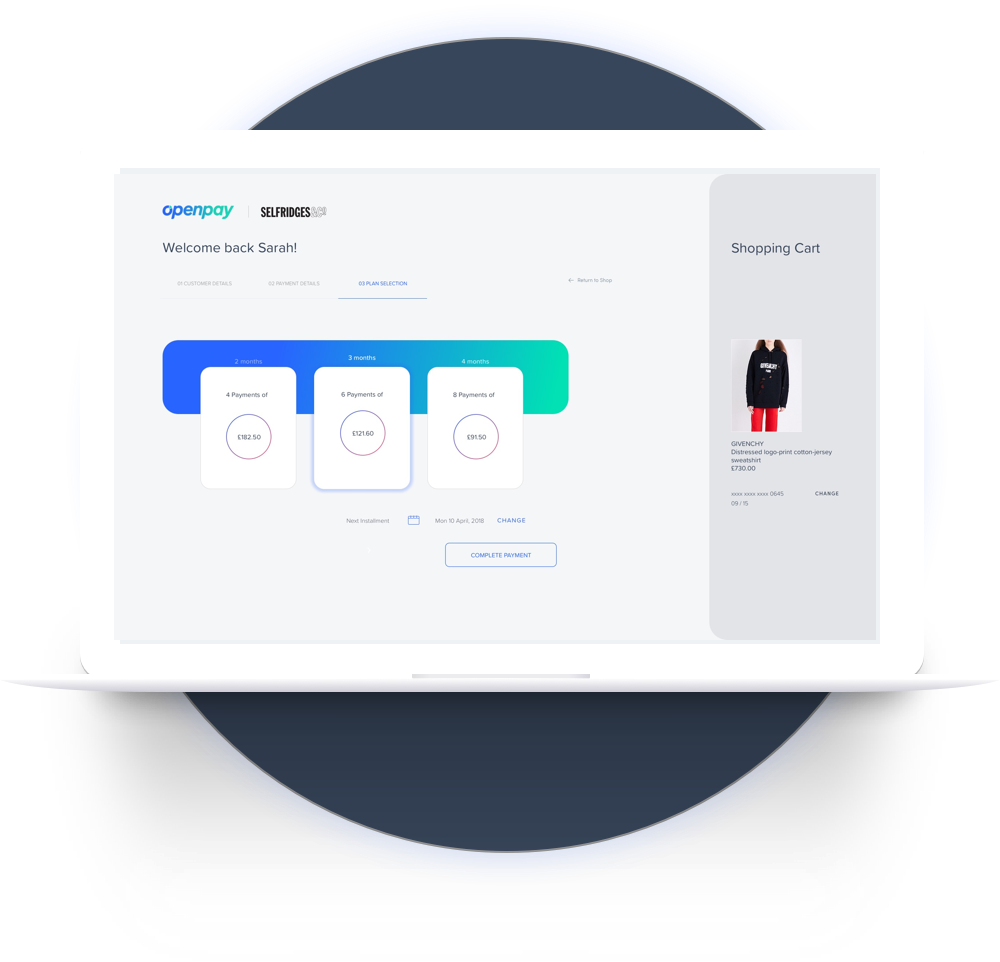 openpay | SELFRIDGES&Co
Welcome back Sarah!
01 CUSTOMER DETAILS
02 PAYMENT DETAILS
03 PLAN SELECTION
← Return to Shop
2 months
3 months
4 months
4 Payments of
£182.50
6 Payments of
£121.60
8 Payments of
£91.50
Next Installment
Mon 10 April, 2018
CHANGE
COMPLETE PAYMENT
Shopping Cart
GIVENCHY
GIVENCHY
Distressed logo-print cotton-jersey
sweatshirt
£730.00
xxxx xxxx xxxx 0645
CHANGE
09 / 15